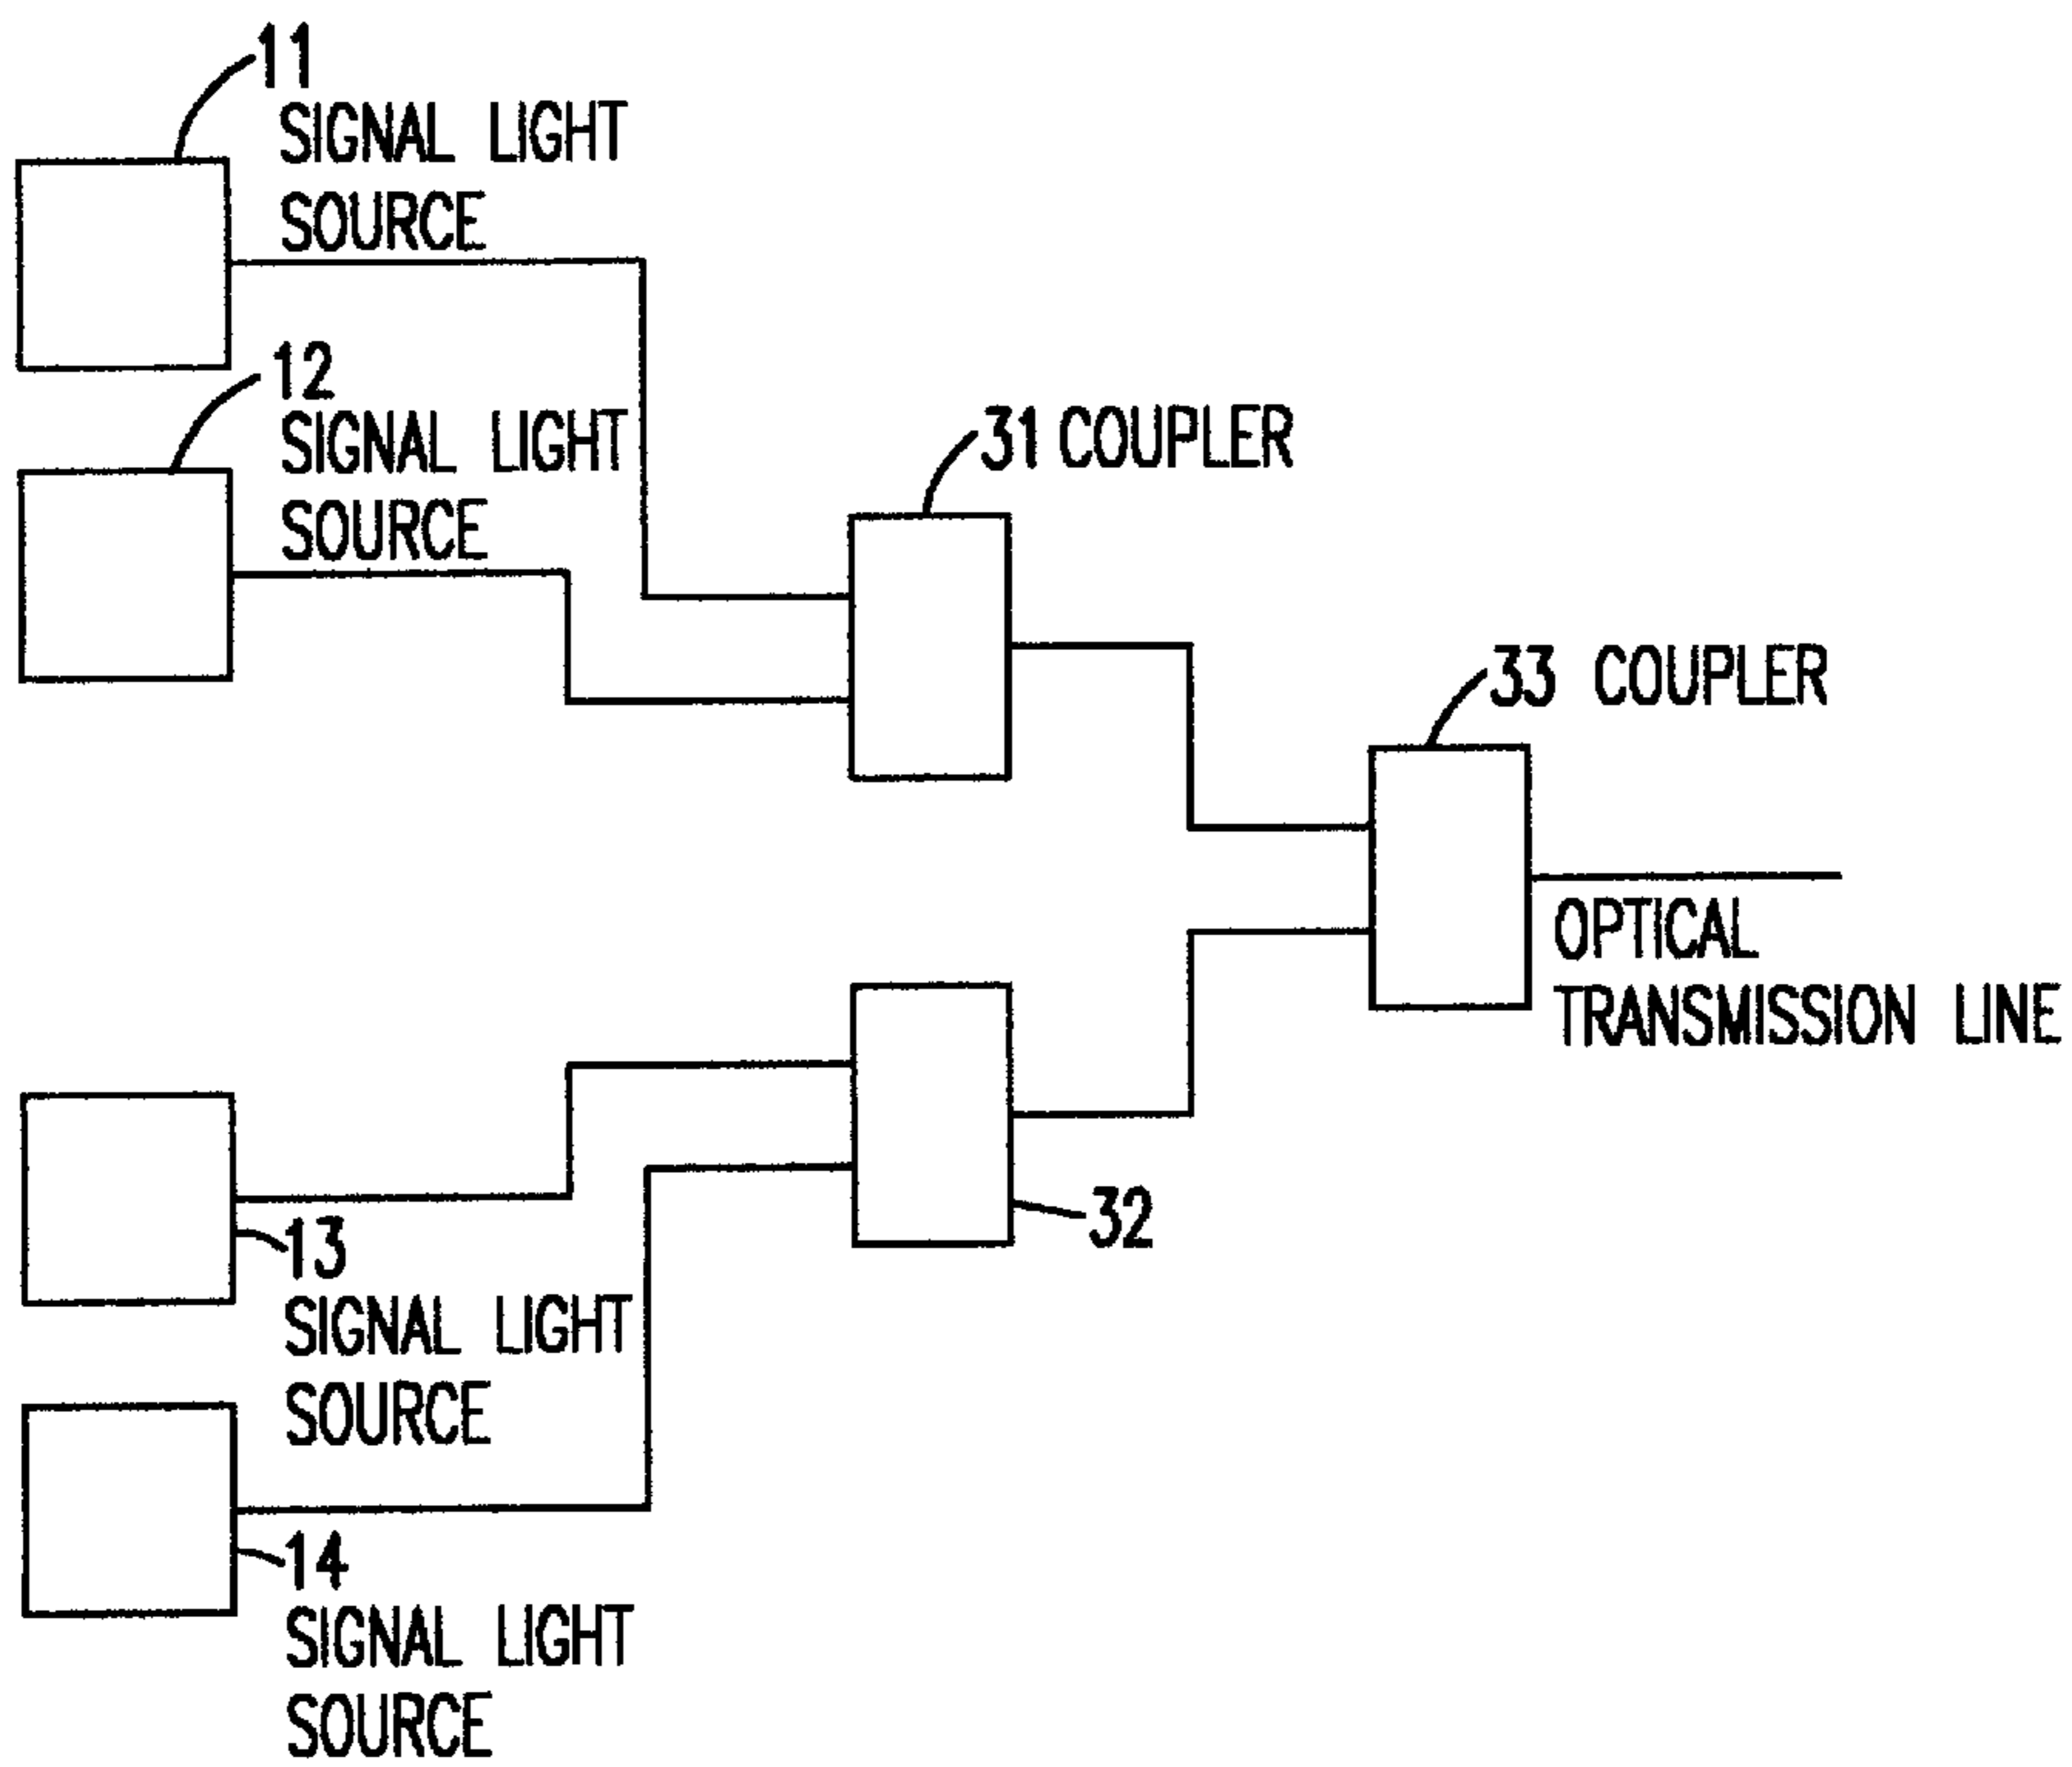 11
SIGNAL LIGHT
SOURCE
12
SIGNAL LIGHT
SOURCE
31 COUPLER
33 COUPLER
OPTICAL
TRANSMISSION LINE
32
13
SIGNAL LIGHT
SOURCE
14
SIGNAL LIGHT
SOURCE